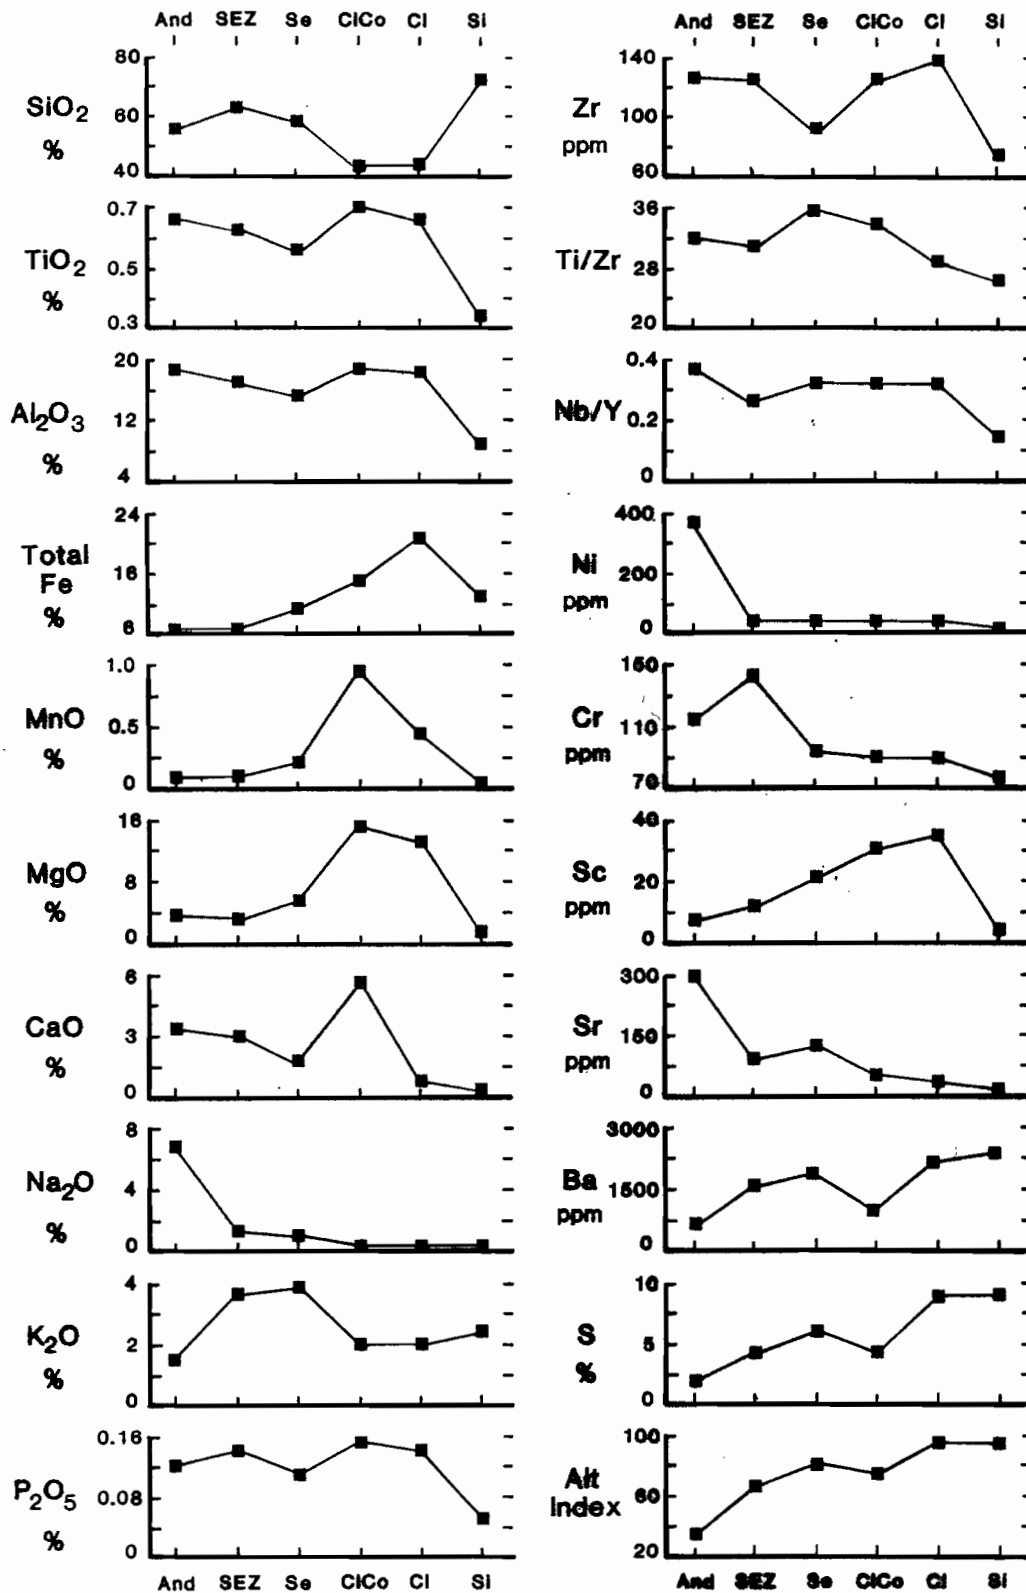 And SEZ Se ClCo Cl Si
80
SiO2
60
%
40
0.7
TiO2
0.5
%
0.3
20
Al2O3
12
%
4
24
Total
Fe
16
%
6
1.0
MnO
0.5
%
0
16
MgO
8
%
0
6
CaO
3
%
0
8
Na2O
4
%
0
4
K2O
2
%
0
0.16
P2O5
0.08
%
0
And SEZ Se ClCo Cl Si
And SEZ Se ClCo Cl Si
140
Zr
100
ppm
60
36
Ti/Zr
28
20
0.4
Nb/Y
0.2
0
400
Ni
200
ppm
0
150
Cr
110
ppm
70
40
Sc
20
ppm
0
300
Sr
150
ppm
0
3000
Ba
1500
ppm
0
10
S
5
%
0
100
Alt
Index
60
20
And SEZ Se ClCo Cl Si